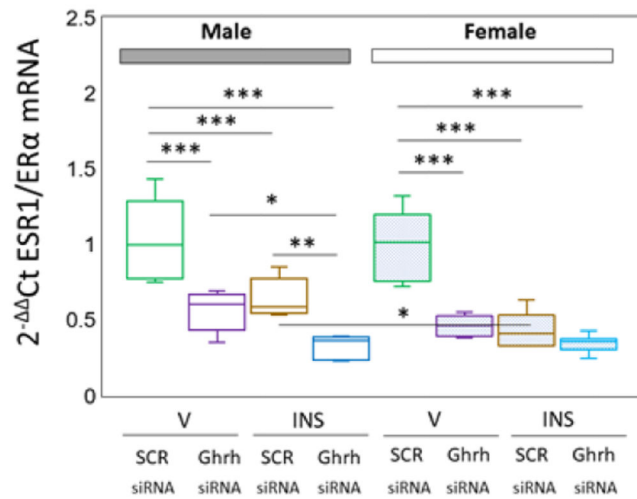 2.5
Male Female
2
*** ***
*** ***
*** ***
1.5
*
1
**
*
0.5
0
2-ΔΔCt ESR1/ERα mRNA
V INS V INS
SCR Ghrh SCR Ghrh SCR Ghrh SCR Ghrh
siRNA siRNA siRNA siRNA siRNA siRNA siRNA siRNA